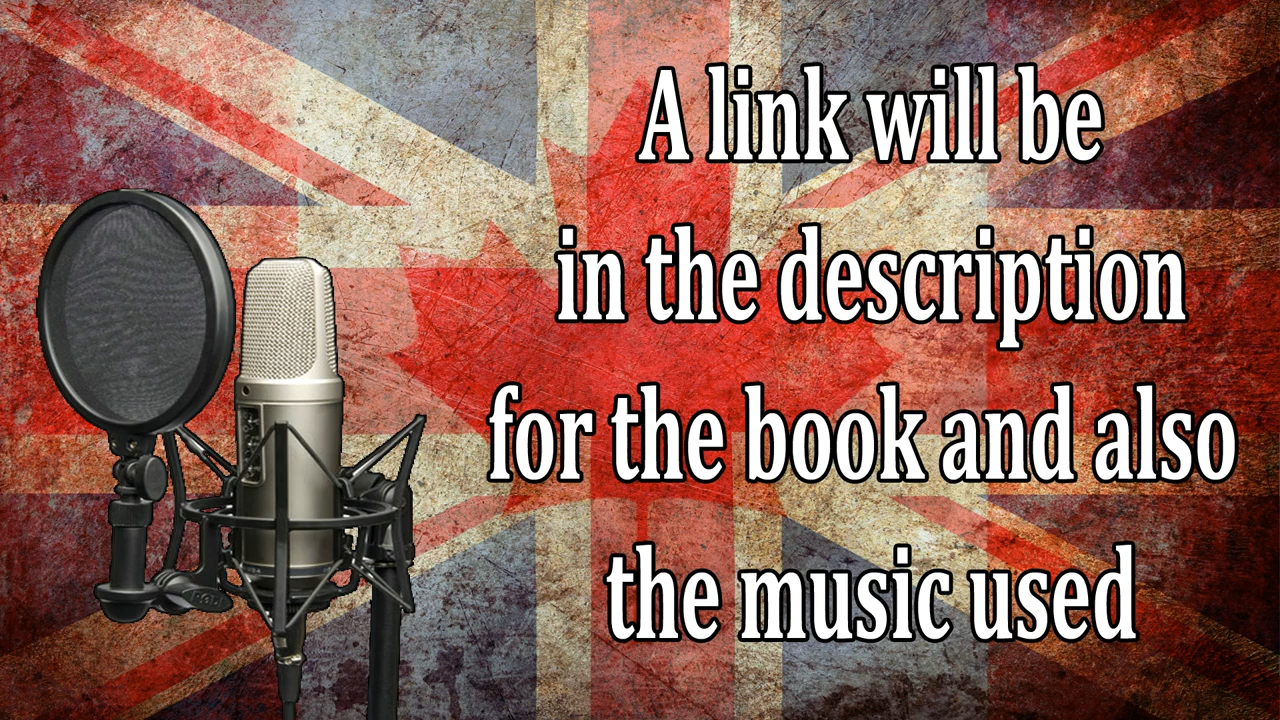 A link will be
in the description
for the book and also
the music used